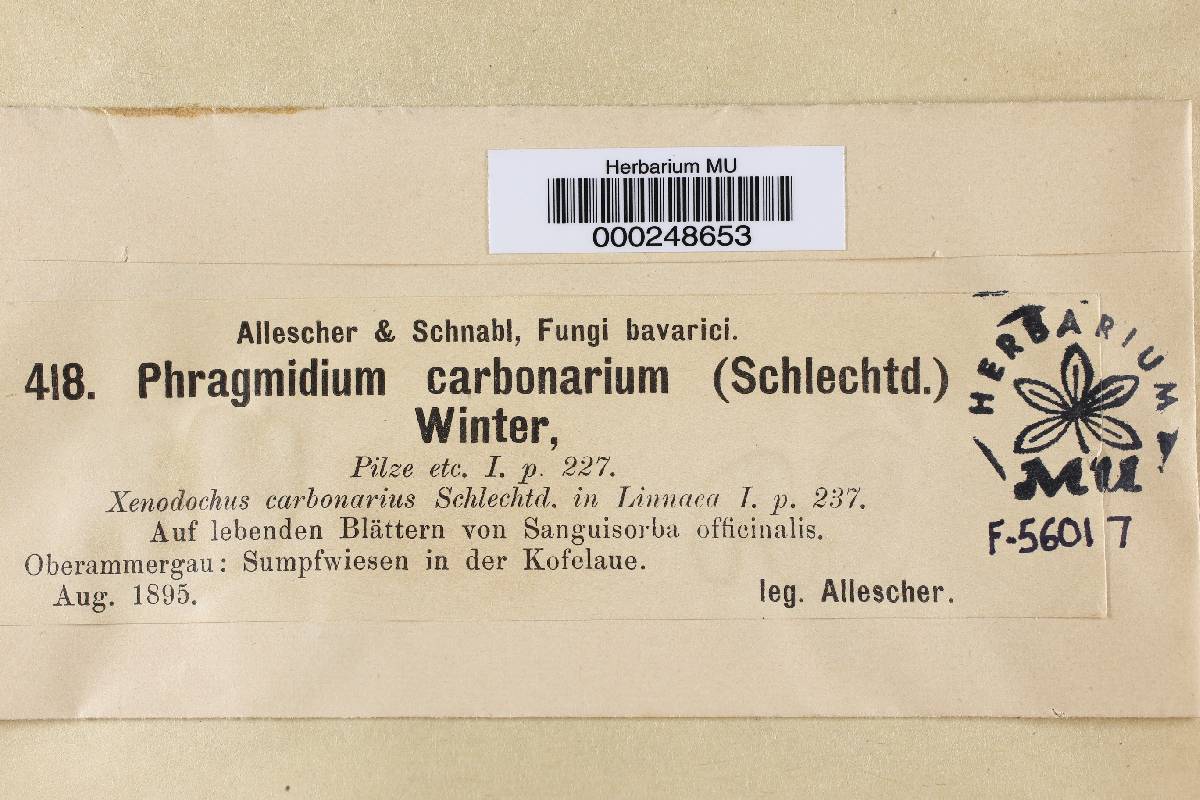 Herbarium MU
000248653
Allescher & Schnabl, Fungi bavarici.
418. Phragmidium carbonarium (Schlechtd.)
Winter,
Pilze etc. I. p. 227.
Xenodochus carbonarius Schlechtd. in Linnaea I. p. 237.
Auf lebenden Blättern von Sanguisorba officinalis.
Oberammergau: Sumpfwiesen in der Kofelaue.
Aug. 1895.
leg. Allescher.
HERBARIUM
MU
F-56017